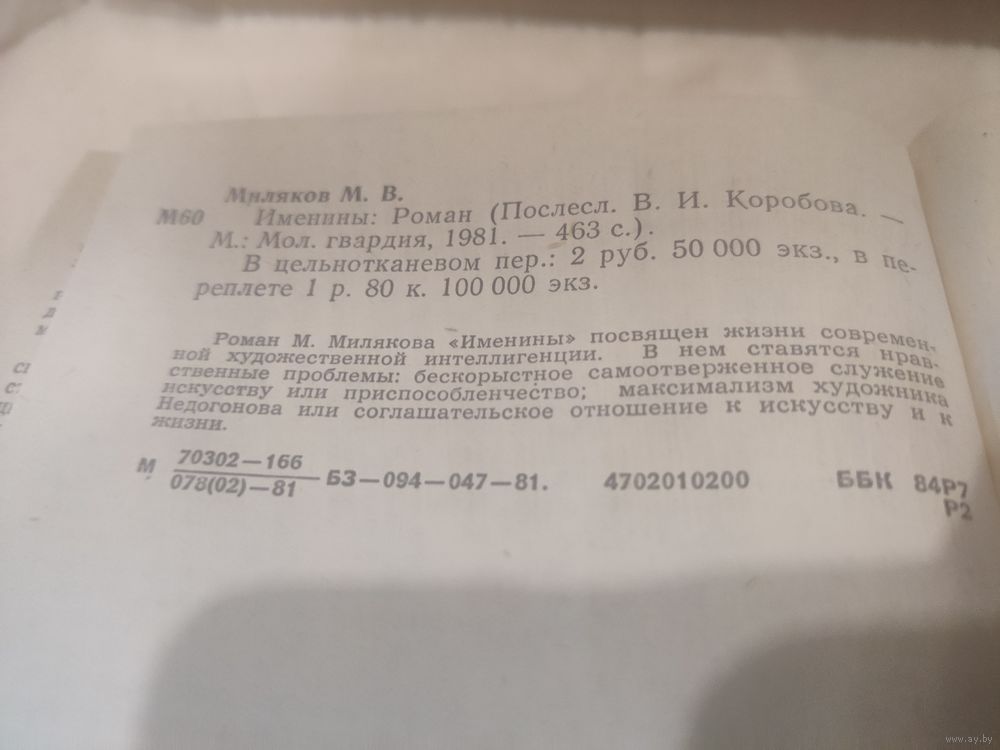 Миляков М. В.
М60 Именины: Роман (Послесл. В. И. Коробова. —
М.: Мол. гвардия, 1981. — 463 с.).
В цельнотканевом пер.: 2 руб. 50 000 экз., в пе-
реплете 1 р. 80 к. 100 000 экз.
Роман М. Милякова «Именины» посвящен жизни современ-
ной художественной интеллигенции. В нем ставятся нрав-
ственные проблемы: бескорыстное самоотверженное служение
искусству или приспособленчество; максимализм художника
Недогонова или соглашательское отношение к искусству и к
жизни.
70302—166
М 078(02)—81 БЗ—094—047—81. 4702010200 ББК 84Р7
Р2
www.ay.by